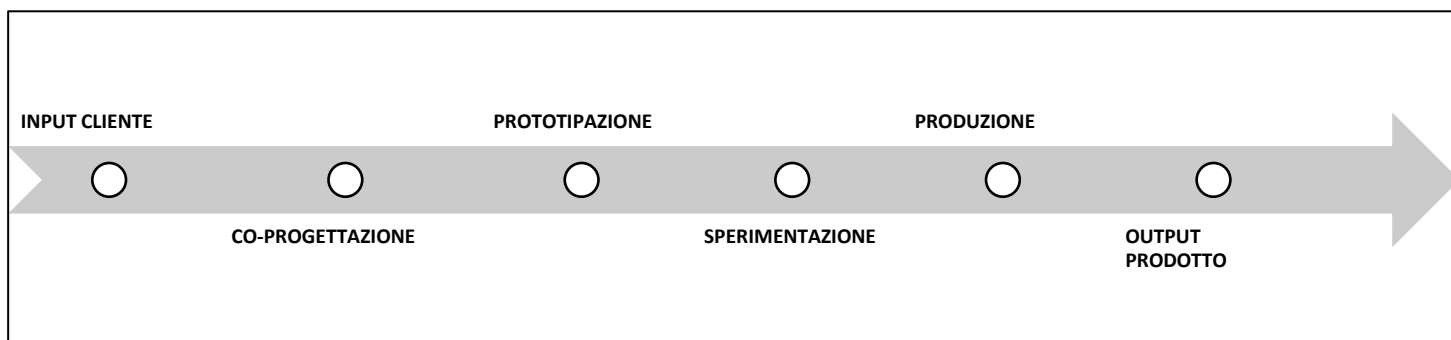 INPUT CLIENTE
PROTOTIPAZIONE
PRODUZIONE
CO-PROGETTAZIONE
SPERIMENTAZIONE
OUTPUT
PRODOTTO